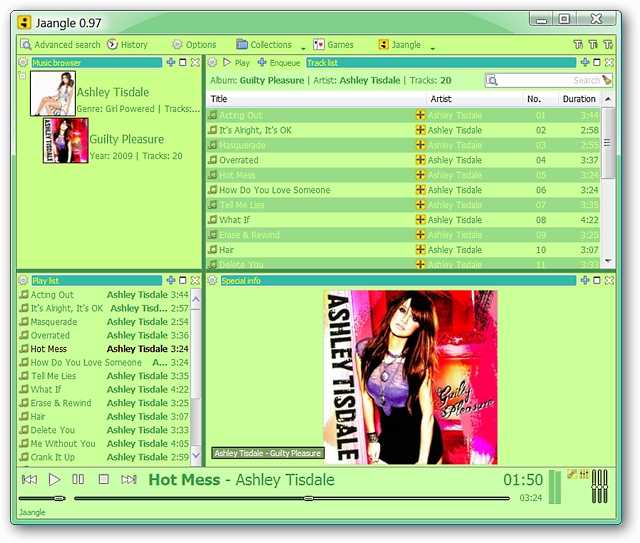 Jaangle 0.97
Advanced search History Options Collections Games Jaangle
Music browser
Ashley Tisdale
Genre: Girl Powered | Tracks:...
Guilty Pleasure
Year: 2009 | Tracks: 20
Play Enqueue Track list
Album: Guilty Pleasure | Artist: Ashley Tisdale | Tracks: 20
Search
Title Artist No. Duration
Acting Out Ashley Tisdale 01 3:44
It's Alright, It's OK Ashley Tisdale 02 2:58
Masquerade Ashley Tisdale 03 2:55
Overrated Ashley Tisdale 04 3:37
Hot Mess Ashley Tisdale 05 3:24
How Do You Love Someone Ashley Tisdale 06 3:24
Tell Me Lies Ashley Tisdale 07 3:35
What If Ashley Tisdale 08 4:22
Erase & Rewind Ashley Tisdale 09 3:25
Hair Ashley Tisdale 10 3:07
Delete You Ashley Tisdale 11 3:33
Play list
Acting Out Ashley Tisdale 3:44
It's Alright, It's OK Ashley Tisd... 2:57
Masquerade Ashley Tisdale 2:54
Overrated Ashley Tisdale 3:36
Hot Mess Ashley Tisdale 3:24
How Do You Love Someone A... 3:24
Tell Me Lies Ashley Tisdale 3:35
What If Ashley Tisdale 4:22
Erase & Rewind Ashley Tisdale 3:25
Hair Ashley Tisdale 3:07
Delete You Ashley Tisdale 3:33
Me Without You Ashley Tisdale 4:05
Crank It Up Ashley Tisdale 2:59
Special info
ASHLEY TISDALE
Guilty Pleasure
Ashley Tisdale - Guilty Pleasure
Hot Mess - Ashley Tisdale 01:50
03:24
Jaangle